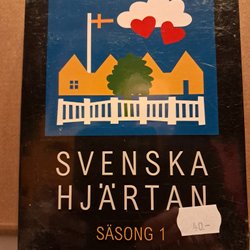 SVENSKA
HJÄRTAN
SÄSONG 1
40:-